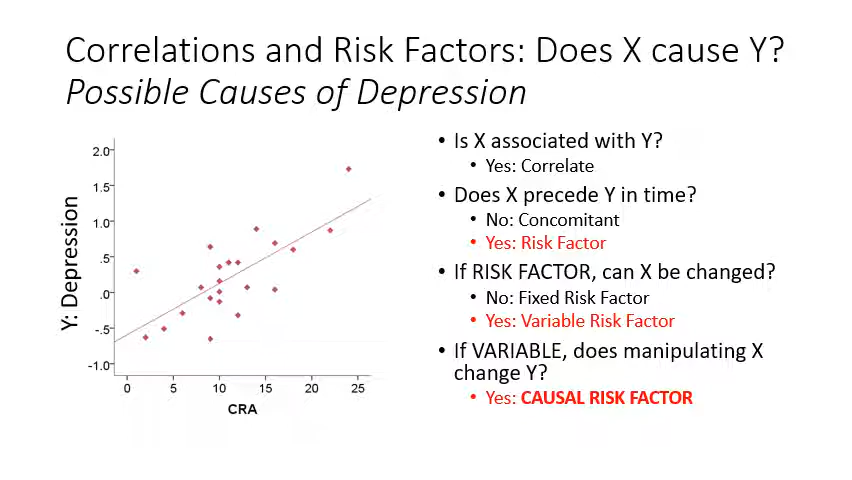 Correlations and Risk Factors: Does X cause Y?
Possible Causes of Depression
Y: Depression
2.0
1.5
1.0
.5
.0
-.5
-1.0
0 5 10 15 20 25
CRA
• Is X associated with Y?
• Yes: Correlate
• Does X precede Y in time?
• No: Concomitant
• Yes: Risk Factor
• If RISK FACTOR, can X be changed?
• No: Fixed Risk Factor
• Yes: Variable Risk Factor
• If VARIABLE, does manipulating X
change Y?
• Yes: CAUSAL RISK FACTOR